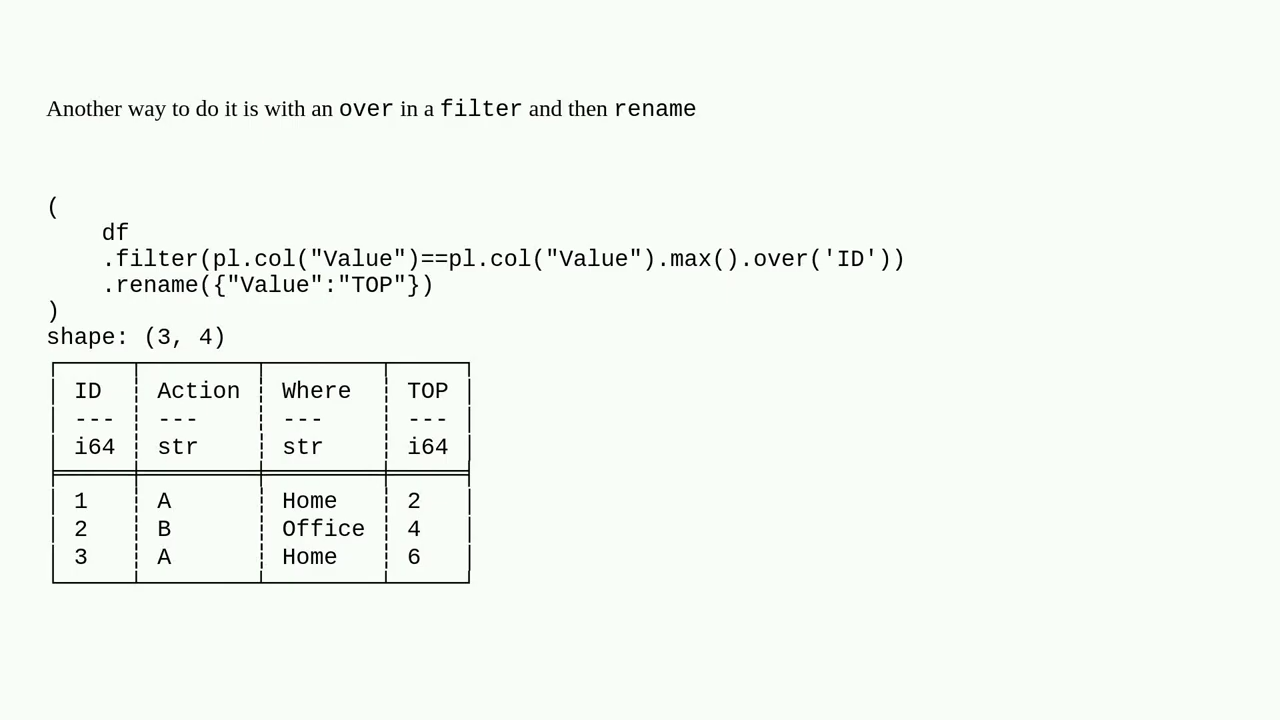 Another way to do it is with an over in a filter and then rename
(
    df
    .filter(pl.col("Value")==pl.col("Value").max().over('ID'))
    .rename({"Value":"TOP"})
)
shape: (3, 4)
┌─────┬────────┬────────┬─────┐
│ ID  ┆ Action ┆ Where  ┆ TOP │
│ --- ┆ ---    ┆ ---    ┆ --- │
│ i64 ┆ str    ┆ str    ┆ i64 │
╞═════╪════════╪════════╪═════╡
│ 1   ┆ A      ┆ Home   ┆ 2   │
│ 2   ┆ B      ┆ Office ┆ 4   │
│ 3   ┆ A      ┆ Home   ┆ 6   │
└─────┴────────┴────────┴─────┘